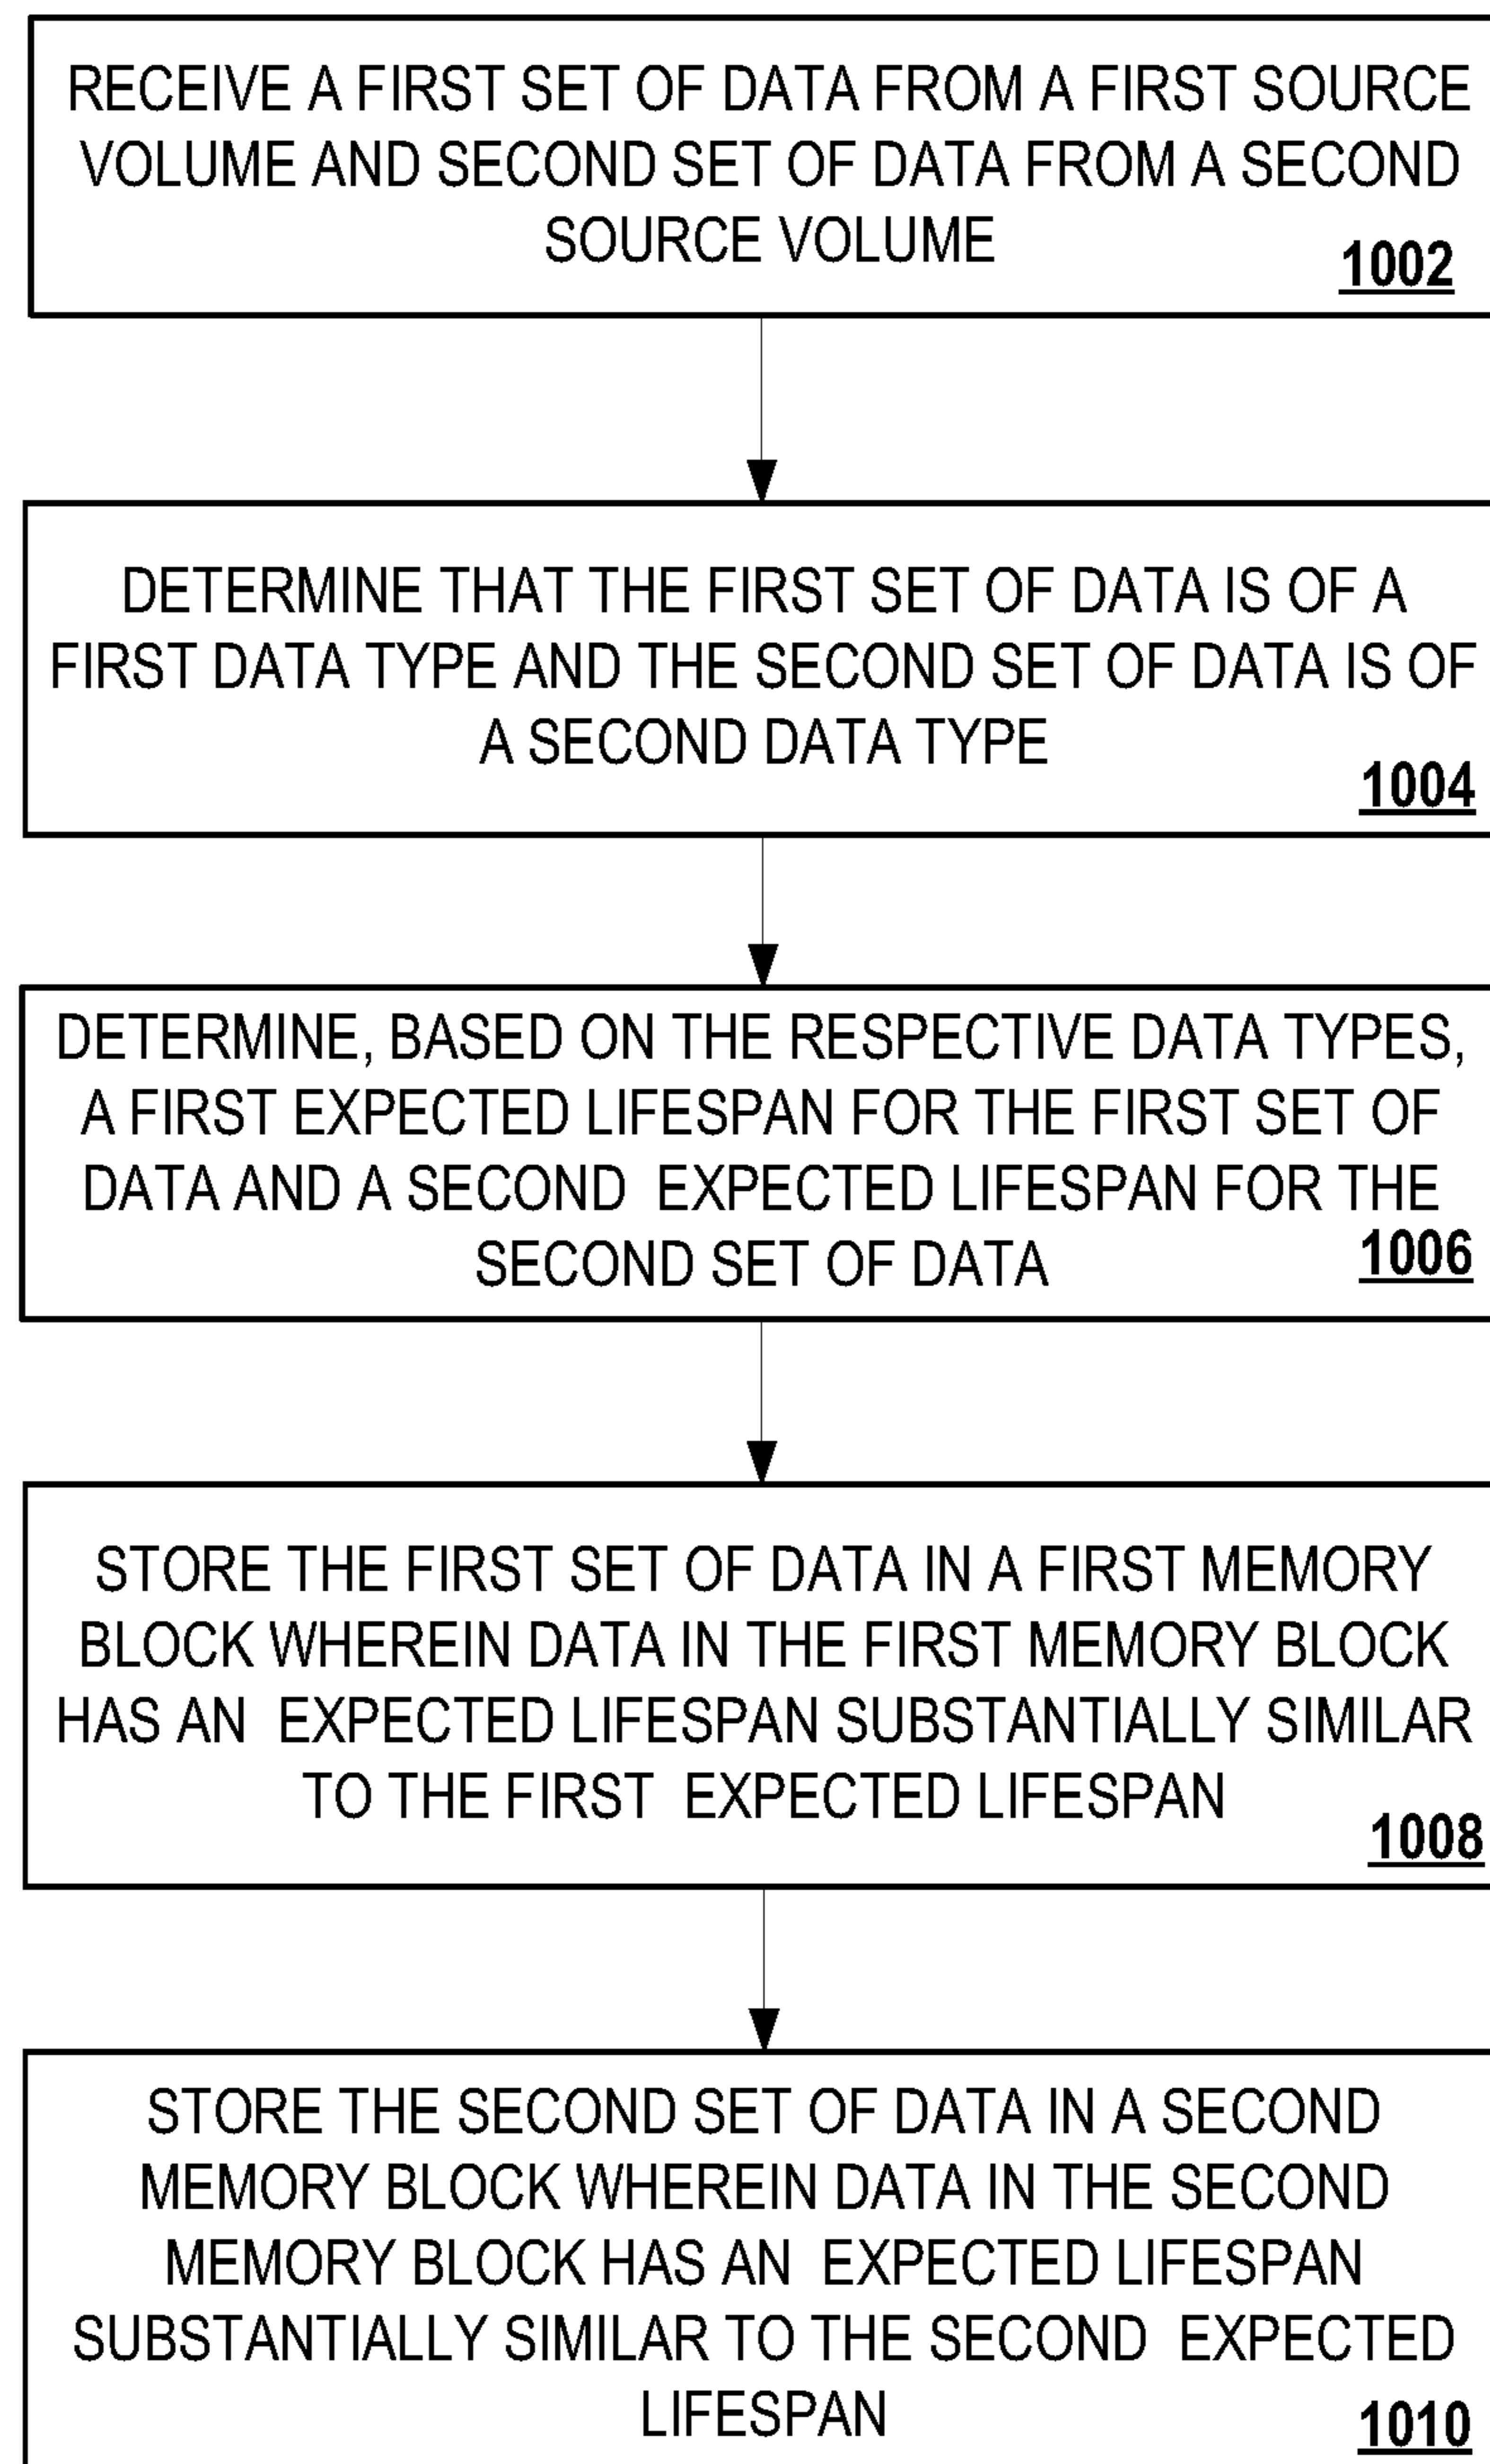 RECEIVE A FIRST SET OF DATA FROM A FIRST SOURCE
VOLUME AND SECOND SET OF DATA FROM A SECOND
SOURCE VOLUME
1002
DETERMINE THAT THE FIRST SET OF DATA IS OF A
FIRST DATA TYPE AND THE SECOND SET OF DATA IS OF
A SECOND DATA TYPE
1004
DETERMINE, BASED ON THE RESPECTIVE DATA TYPES,
A FIRST EXPECTED LIFESPAN FOR THE FIRST SET OF
DATA AND A SECOND EXPECTED LIFESPAN FOR THE
SECOND SET OF DATA
1006
STORE THE FIRST SET OF DATA IN A FIRST MEMORY
BLOCK WHEREIN DATA IN THE FIRST MEMORY BLOCK
HAS AN EXPECTED LIFESPAN SUBSTANTIALLY SIMILAR
TO THE FIRST EXPECTED LIFESPAN
1008
STORE THE SECOND SET OF DATA IN A SECOND
MEMORY BLOCK WHEREIN DATA IN THE SECOND
MEMORY BLOCK HAS AN EXPECTED LIFESPAN
SUBSTANTIALLY SIMILAR TO THE SECOND EXPECTED
LIFESPAN
1010